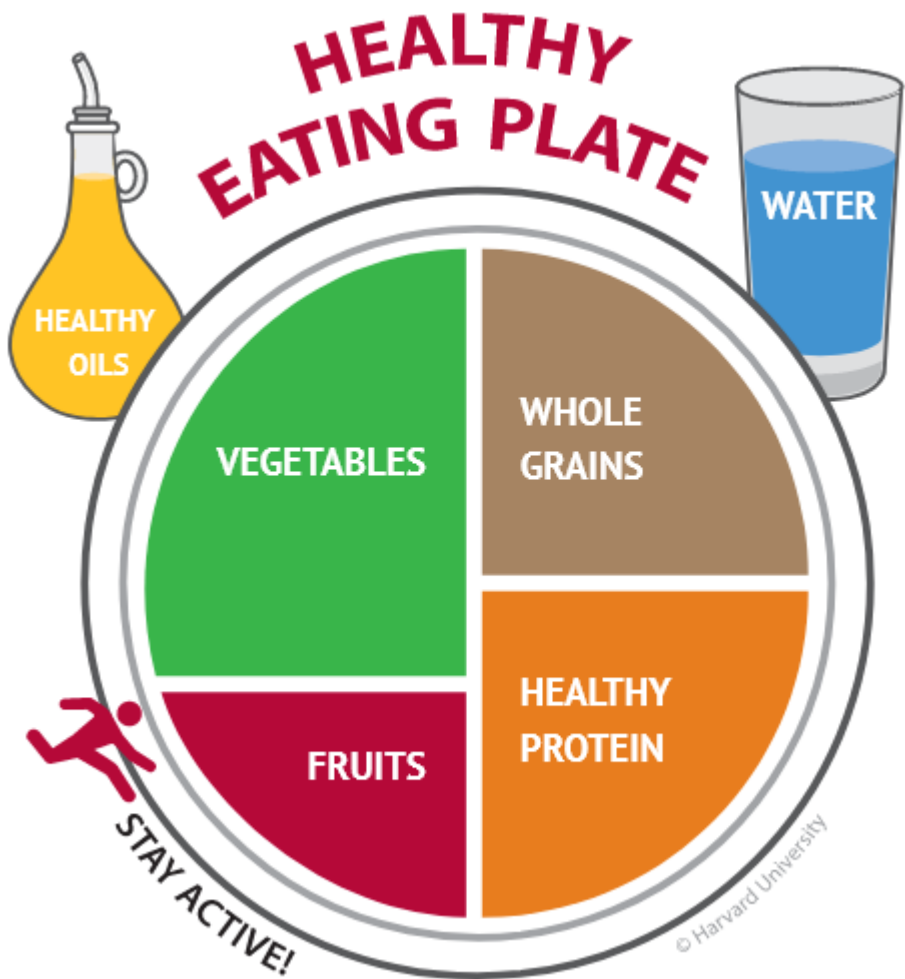 HEALTHY
EATING PLATE
WATER
HEALTHY
OILS
VEGETABLES
WHOLE
GRAINS
FRUITS
HEALTHY
PROTEIN
STAY ACTIVE!
© Harvard University